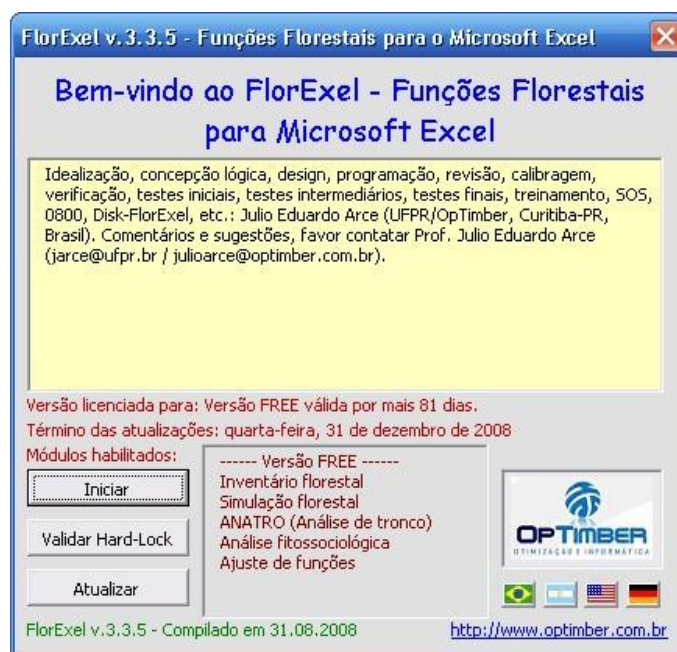 FlorExel v.3.3.5 - Funções Florestais para o Microsoft Excel
Bem-vindo ao FlorExel - Funções Florestais
para Microsoft Excel
Idealização, concepção lógica, design, programação, revisão, calibragem,
verificação, testes iniciais, testes intermediários, testes finais, treinamento, SOS,
0800, Disk-FlorExel, etc.: Julio Eduardo Arce (UFPR/OpTimber, Curitiba-PR,
Brasil). Comentários e sugestões, favor contatar Prof. Julio Eduardo Arce
(jarce@ufpr.br / julioarce@optimber.com.br).
Versão licenciada para: Versão FREE válida por mais 81 dias.
Término das atualizações: quarta-feira, 31 de dezembro de 2008
Módulos habilitados:
Iniciar
Validar Hard-Lock
Atualizar
------ Versão FREE ------
Inventário florestal
Simulação florestal
ANATRO (Análise de tronco)
Análise fitossociológica
Ajuste de funções
OPTIMBER
OTIMIZAÇÃO E INFORMÁTICA
FlorExel v.3.3.5 - Compilado em 31.08.2008
http://www.optimber.com.br